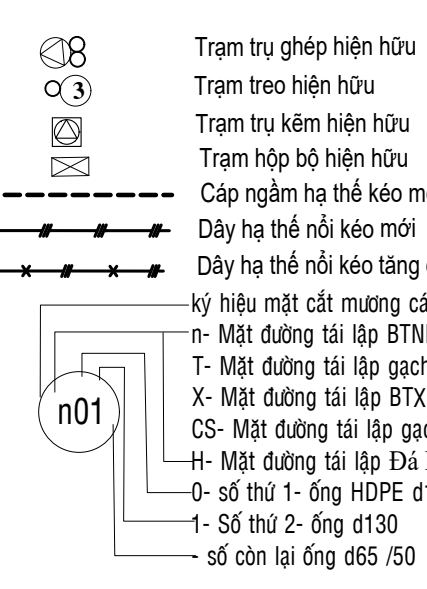 Trạm trụ ghép hiện hữu
3 Trạm treo hiện hữu
Trạm trụ kẽm hiện hữu
Trạm hộp bộ hiện hữu
Cáp ngầm hạ thế kéo
Dây hạ thế nổi kéo mới
Dây hạ thế nổi kéo tăng
ký hiệu mặt cắt mương
n- Mặt đường tái lập
T- Mặt đường tái lập
X- Mặt đường tái lập BTX
n01
CS- Mặt đường tái lập
H- Mặt đường tái lập Đá
0- số thứ 1- ống HDPE
1- Số thứ 2- ống d130
- số còn lại ống d65 /50